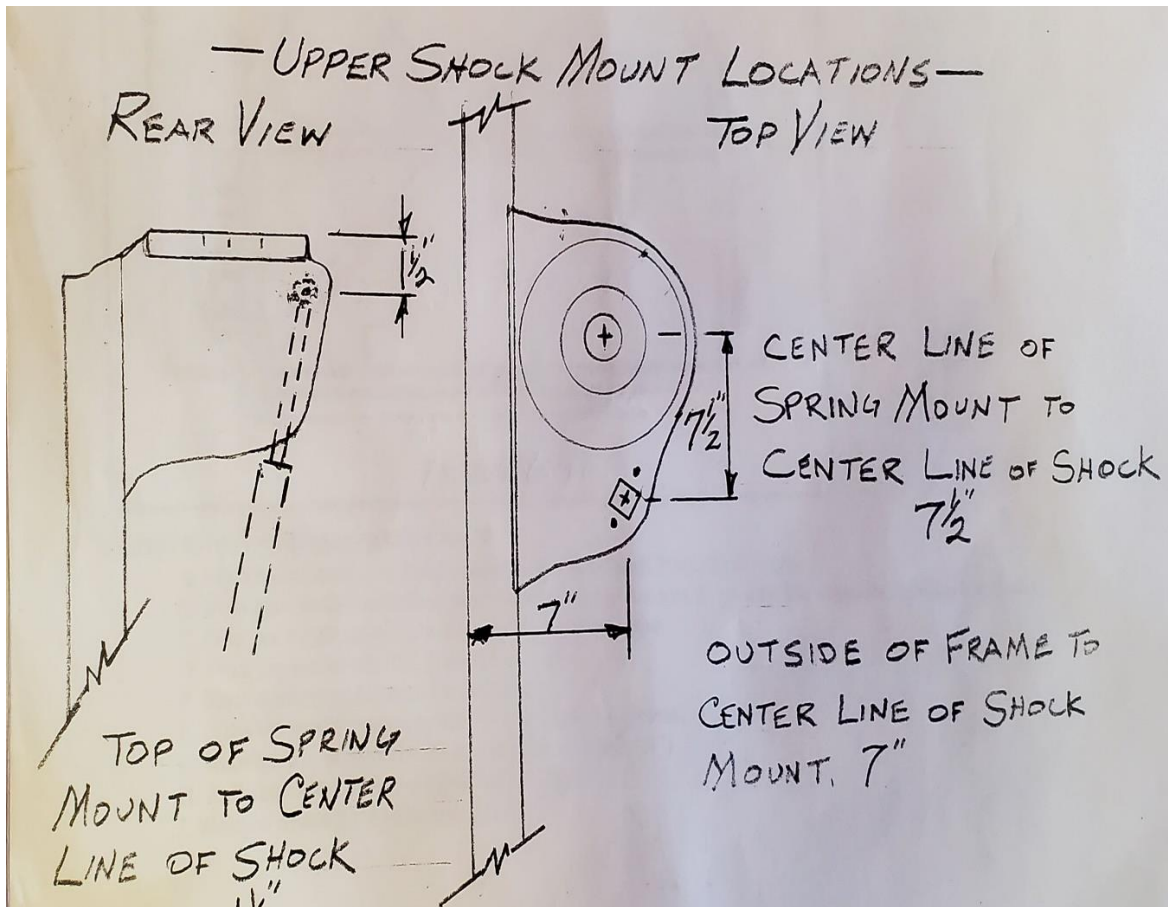 —UPPER SHOCK MOUNT LOCATIONS—
REAR VIEW
TOP VIEW
1½"
7½"
CENTER LINE OF
SPRING MOUNT TO
CENTER LINE OF SHOCK
7½"
7"
OUTSIDE OF FRAME TO
CENTER LINE OF SHOCK
MOUNT. 7"
TOP OF SPRING
MOUNT TO CENTER
LINE OF SHOCK